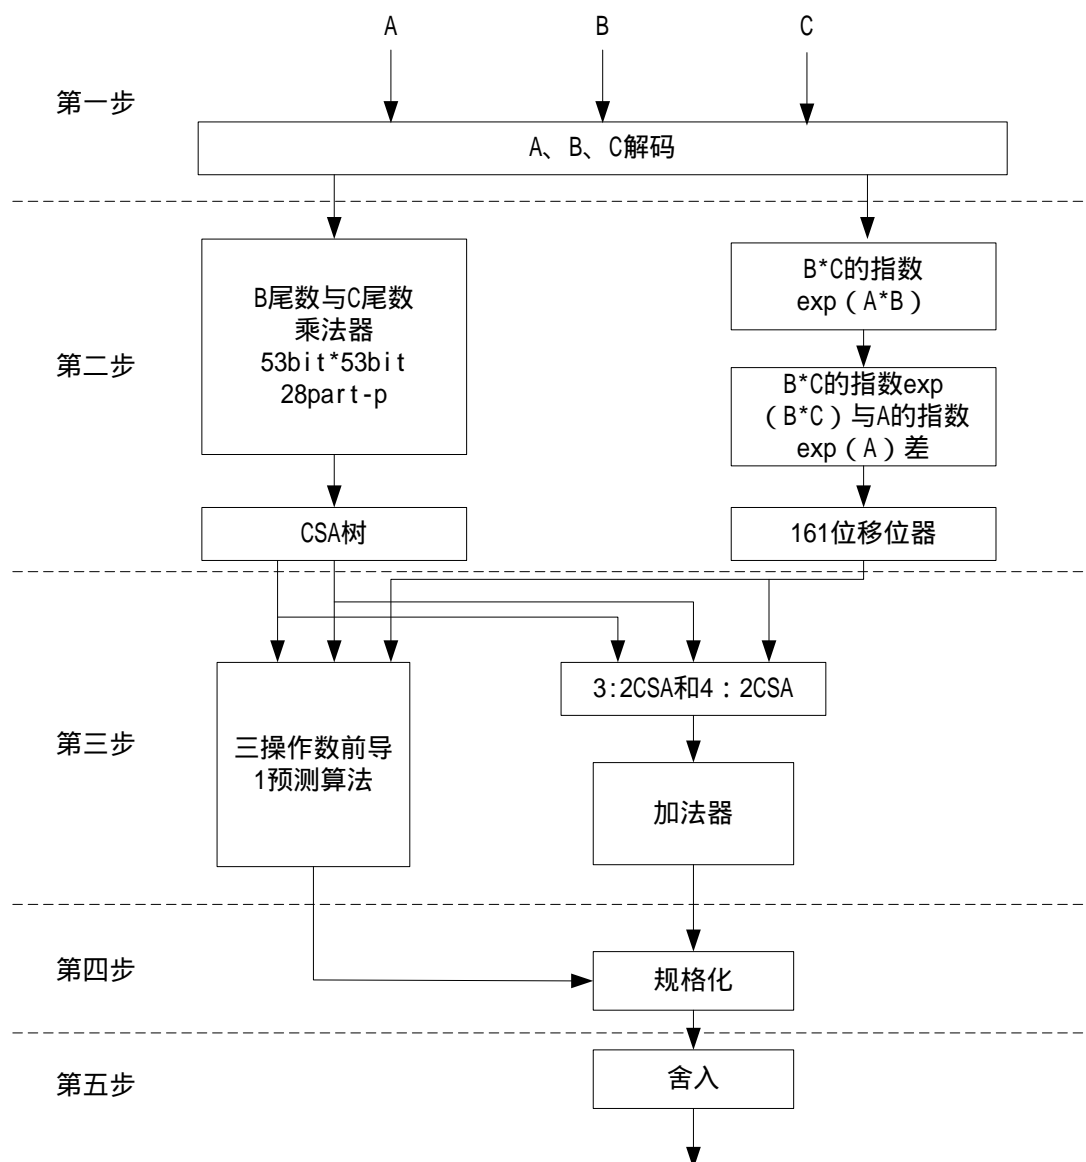 A
B
C
第一步
A、B、C解码
第二步
B尾数与C尾数
乘法器
53bit*53bit
28part-p
B*C的指数
exp（A*B）
B*C的指数exp
（B*C）与A的指数
exp（A）差
CSA树
161位移位器
第三步
三操作数前导
1预测算法
3:2CSA和4：2CSA
加法器
第四步
规格化
第五步
舍入